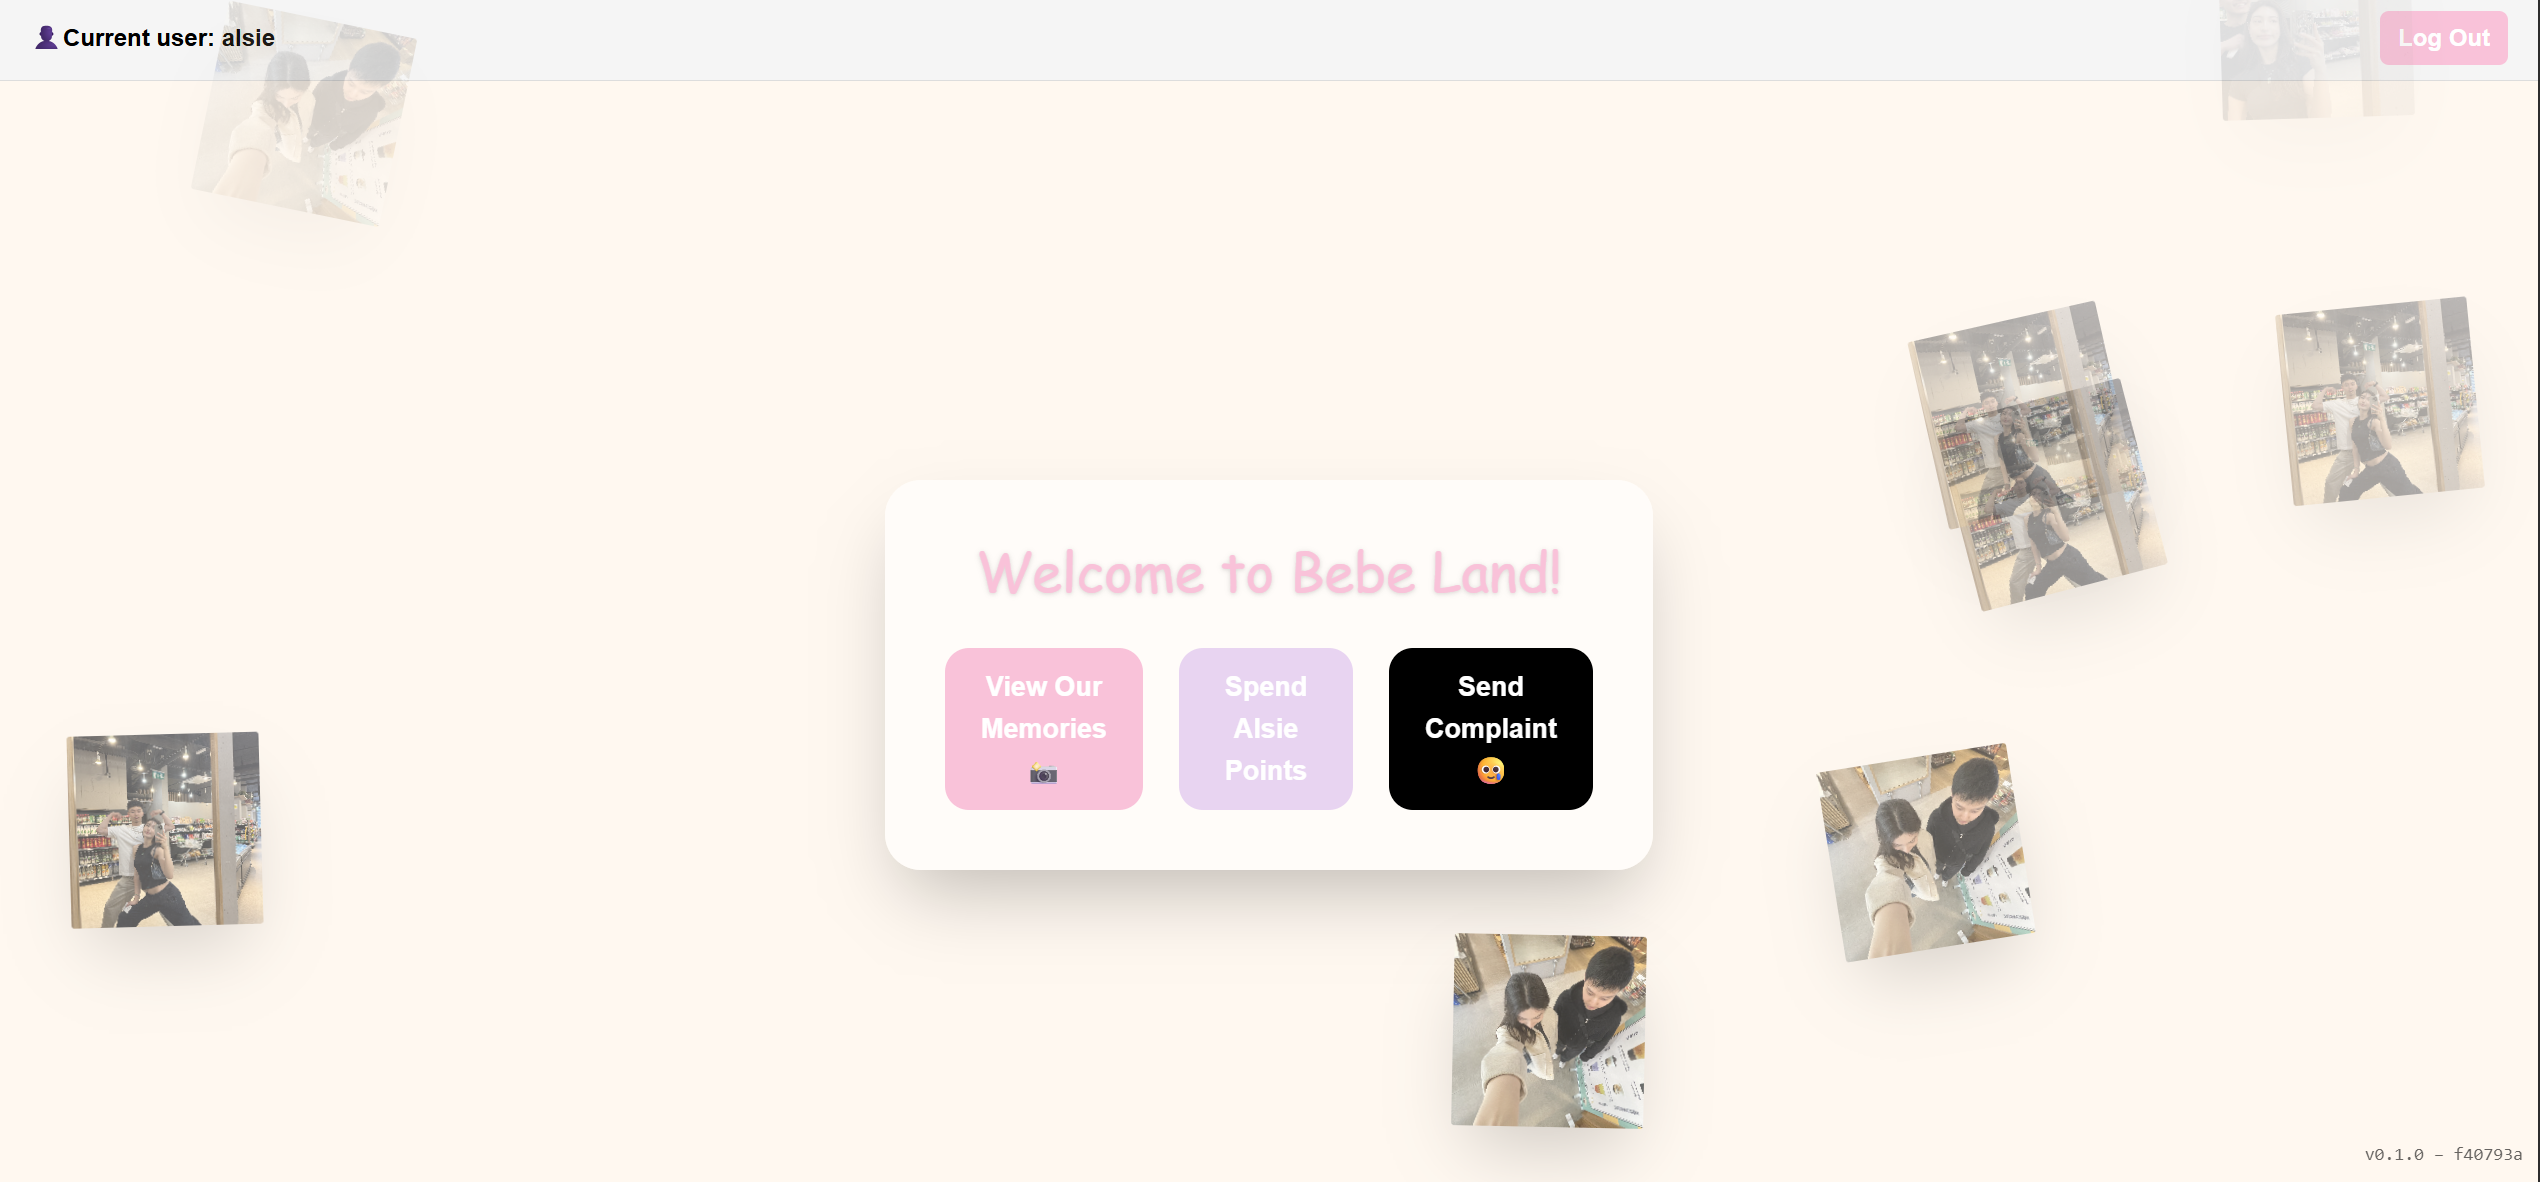 👤Current user: alsie
Log Out
Welcome to Bebe Land!
View Our
Memories
📸
Spend
Alsie
Points
Send
Complaint
🥲
v0.1.0 – f40793a